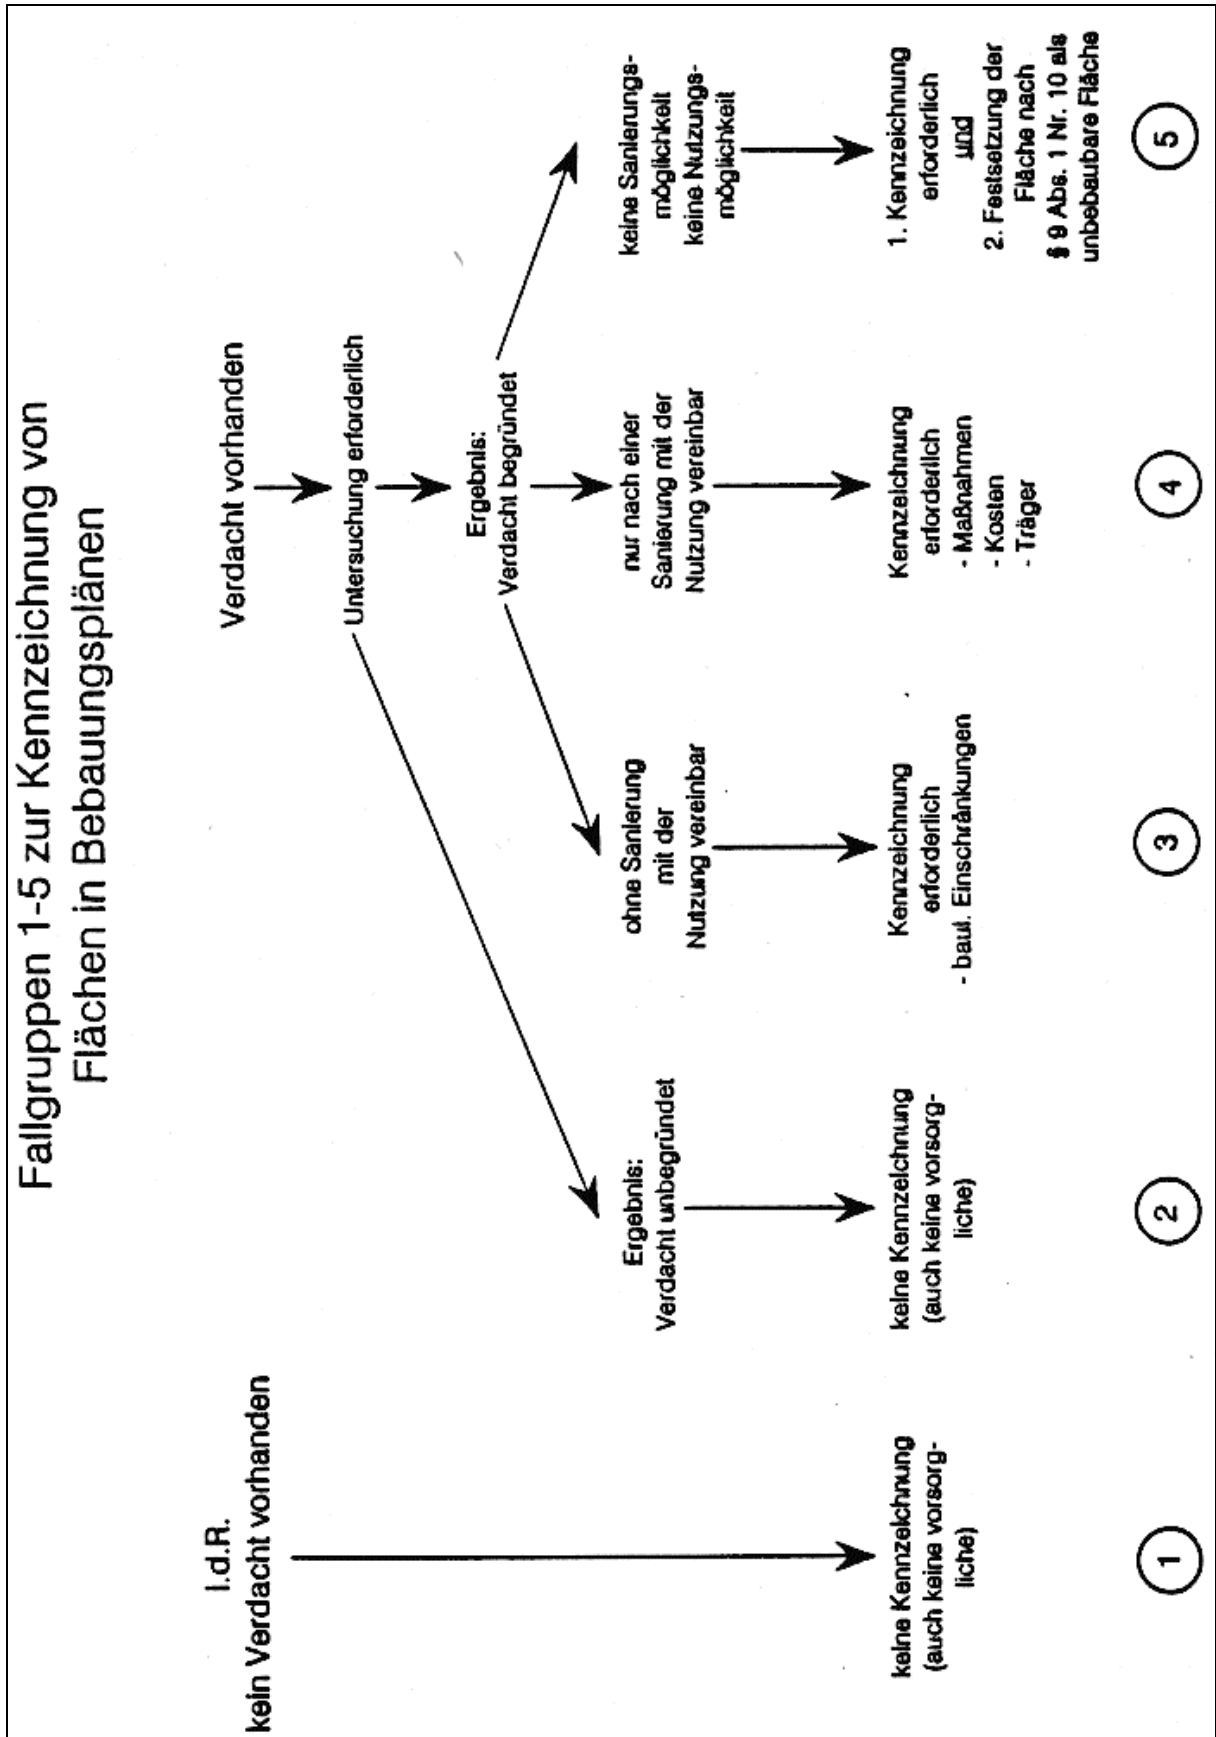 Fallgruppen 1-5 zur Kennzeichnung von
Flächen in Bebauungsplänen
I.d.R.
kein Verdacht vorhanden
keine Kennzeichnung
(auch keine vorsorg-
liche)
1
Verdacht vorhanden
Untersuchung erforderlich
Ergebnis:
Verdacht unbegründet
keine Kennzeichnung
(auch keine vorsorg-
liche)
2
Ergebnis:
Verdacht begründet
ohne Sanierung
mit der
Nutzung vereinbar
Kennzeichnung
erforderlich
- baul. Einschränkungen
3
nur nach einer
Sanierung mit der
Nutzung vereinbar
Kennzeichnung
erforderlich
- Maßnahmen
- Kosten
- Träger
4
keine Sanierungs-
möglichkeit
keine Nutzungs-
möglichkeit
1. Kennzeichnung
erforderlich
und
2. Festsetzung der
Fläche nach
§ 9 Abs. 1 Nr. 10 als
unbebaubare Fläche
5